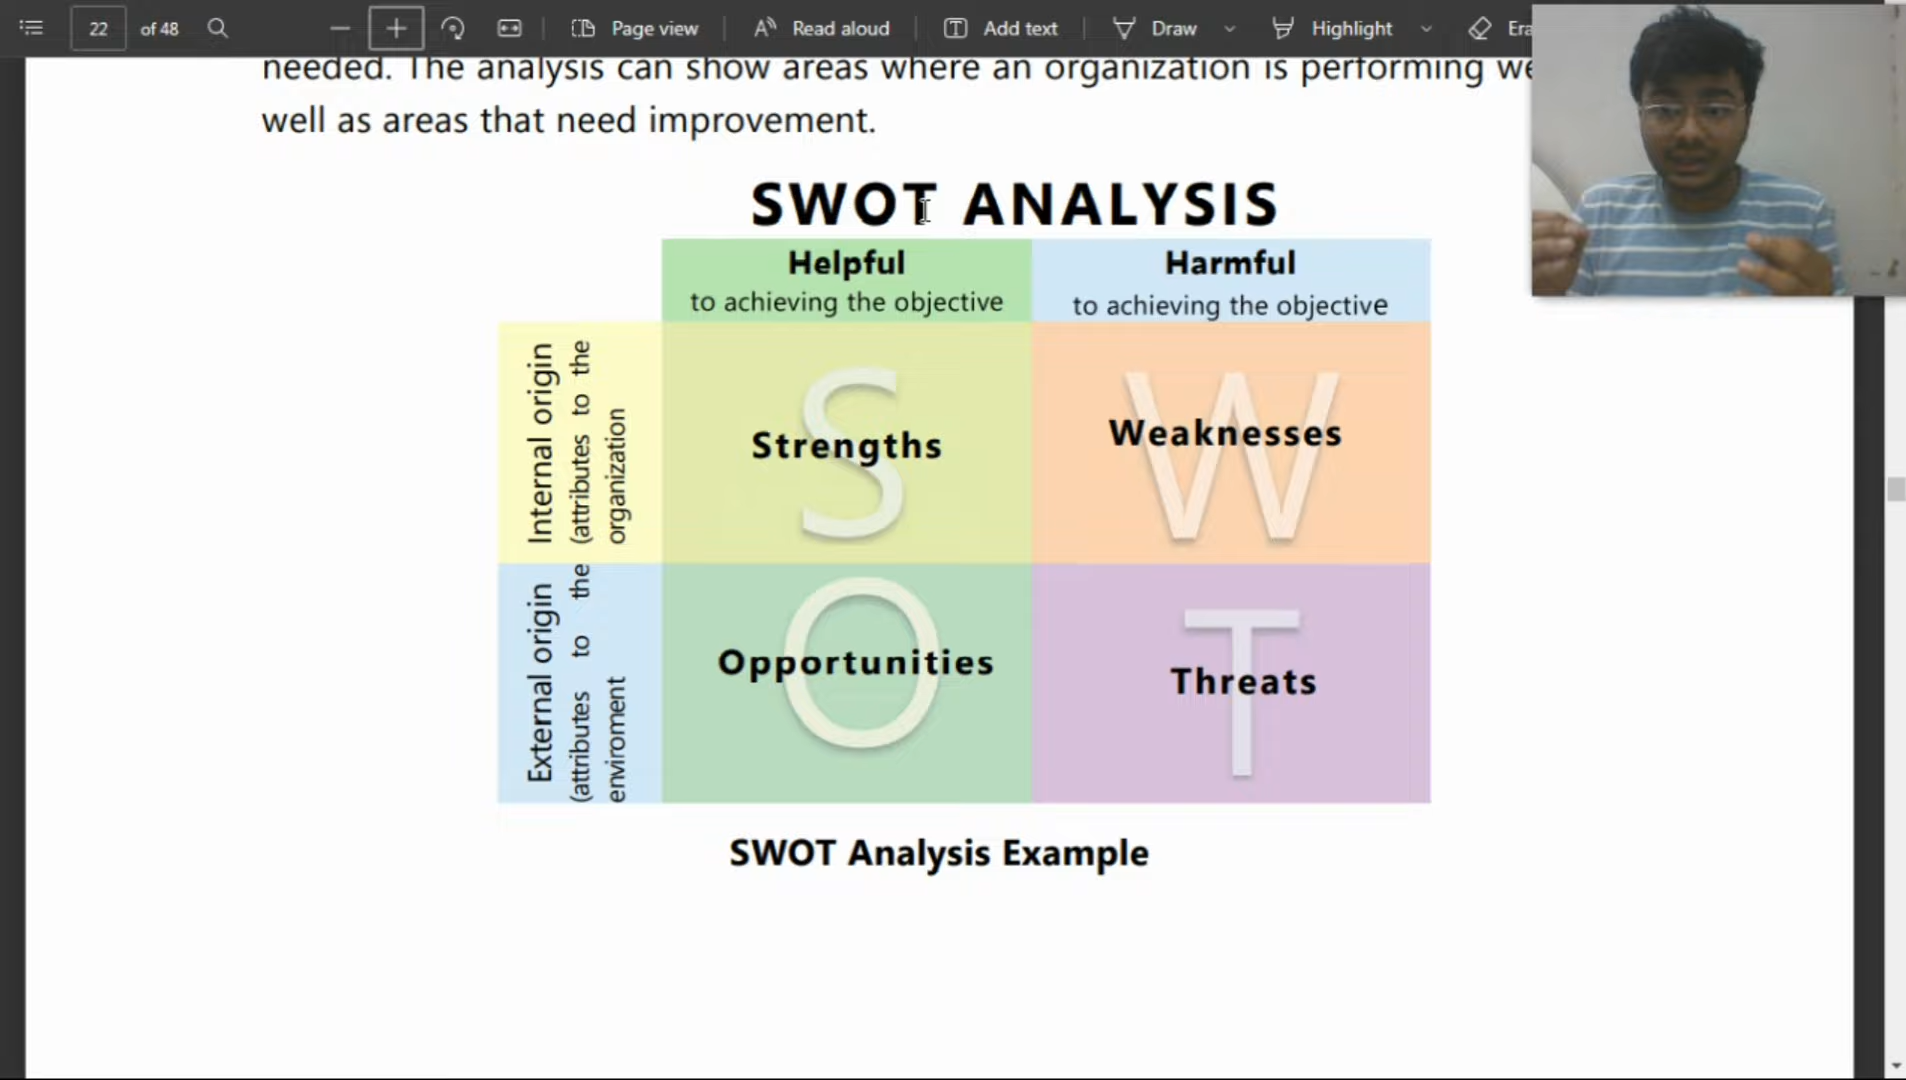 22 of 48 Page view Read aloud Add text Draw Highlight
needed. The analysis can show areas where an organization is performing
well as areas that need improvement.
SWOT ANALYSIS
Helpful
to achieving the objective
Harmful
to achieving the objective
Internal origin
(attributes to the
organization
S
Strengths
W
Weaknesses
External origin
(attributes to the
enviroment
O
Opportunities
T
Threats
SWOT Analysis Example